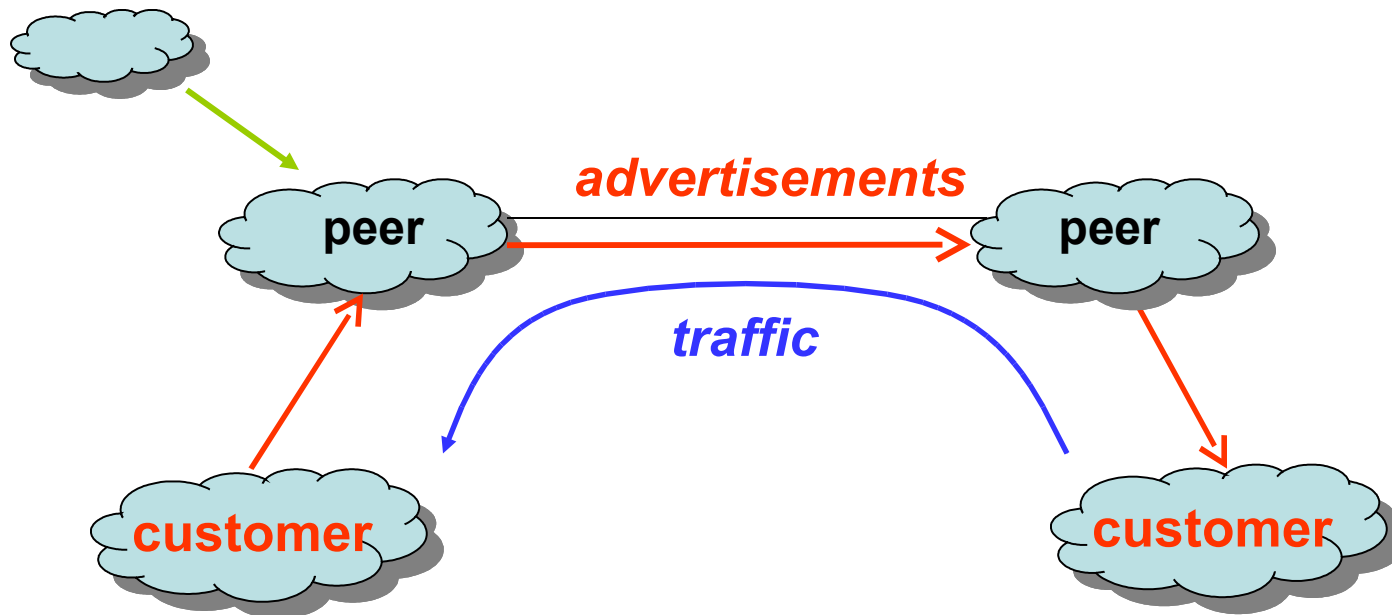 advertisements
peer
peer
traffic
customer
customer